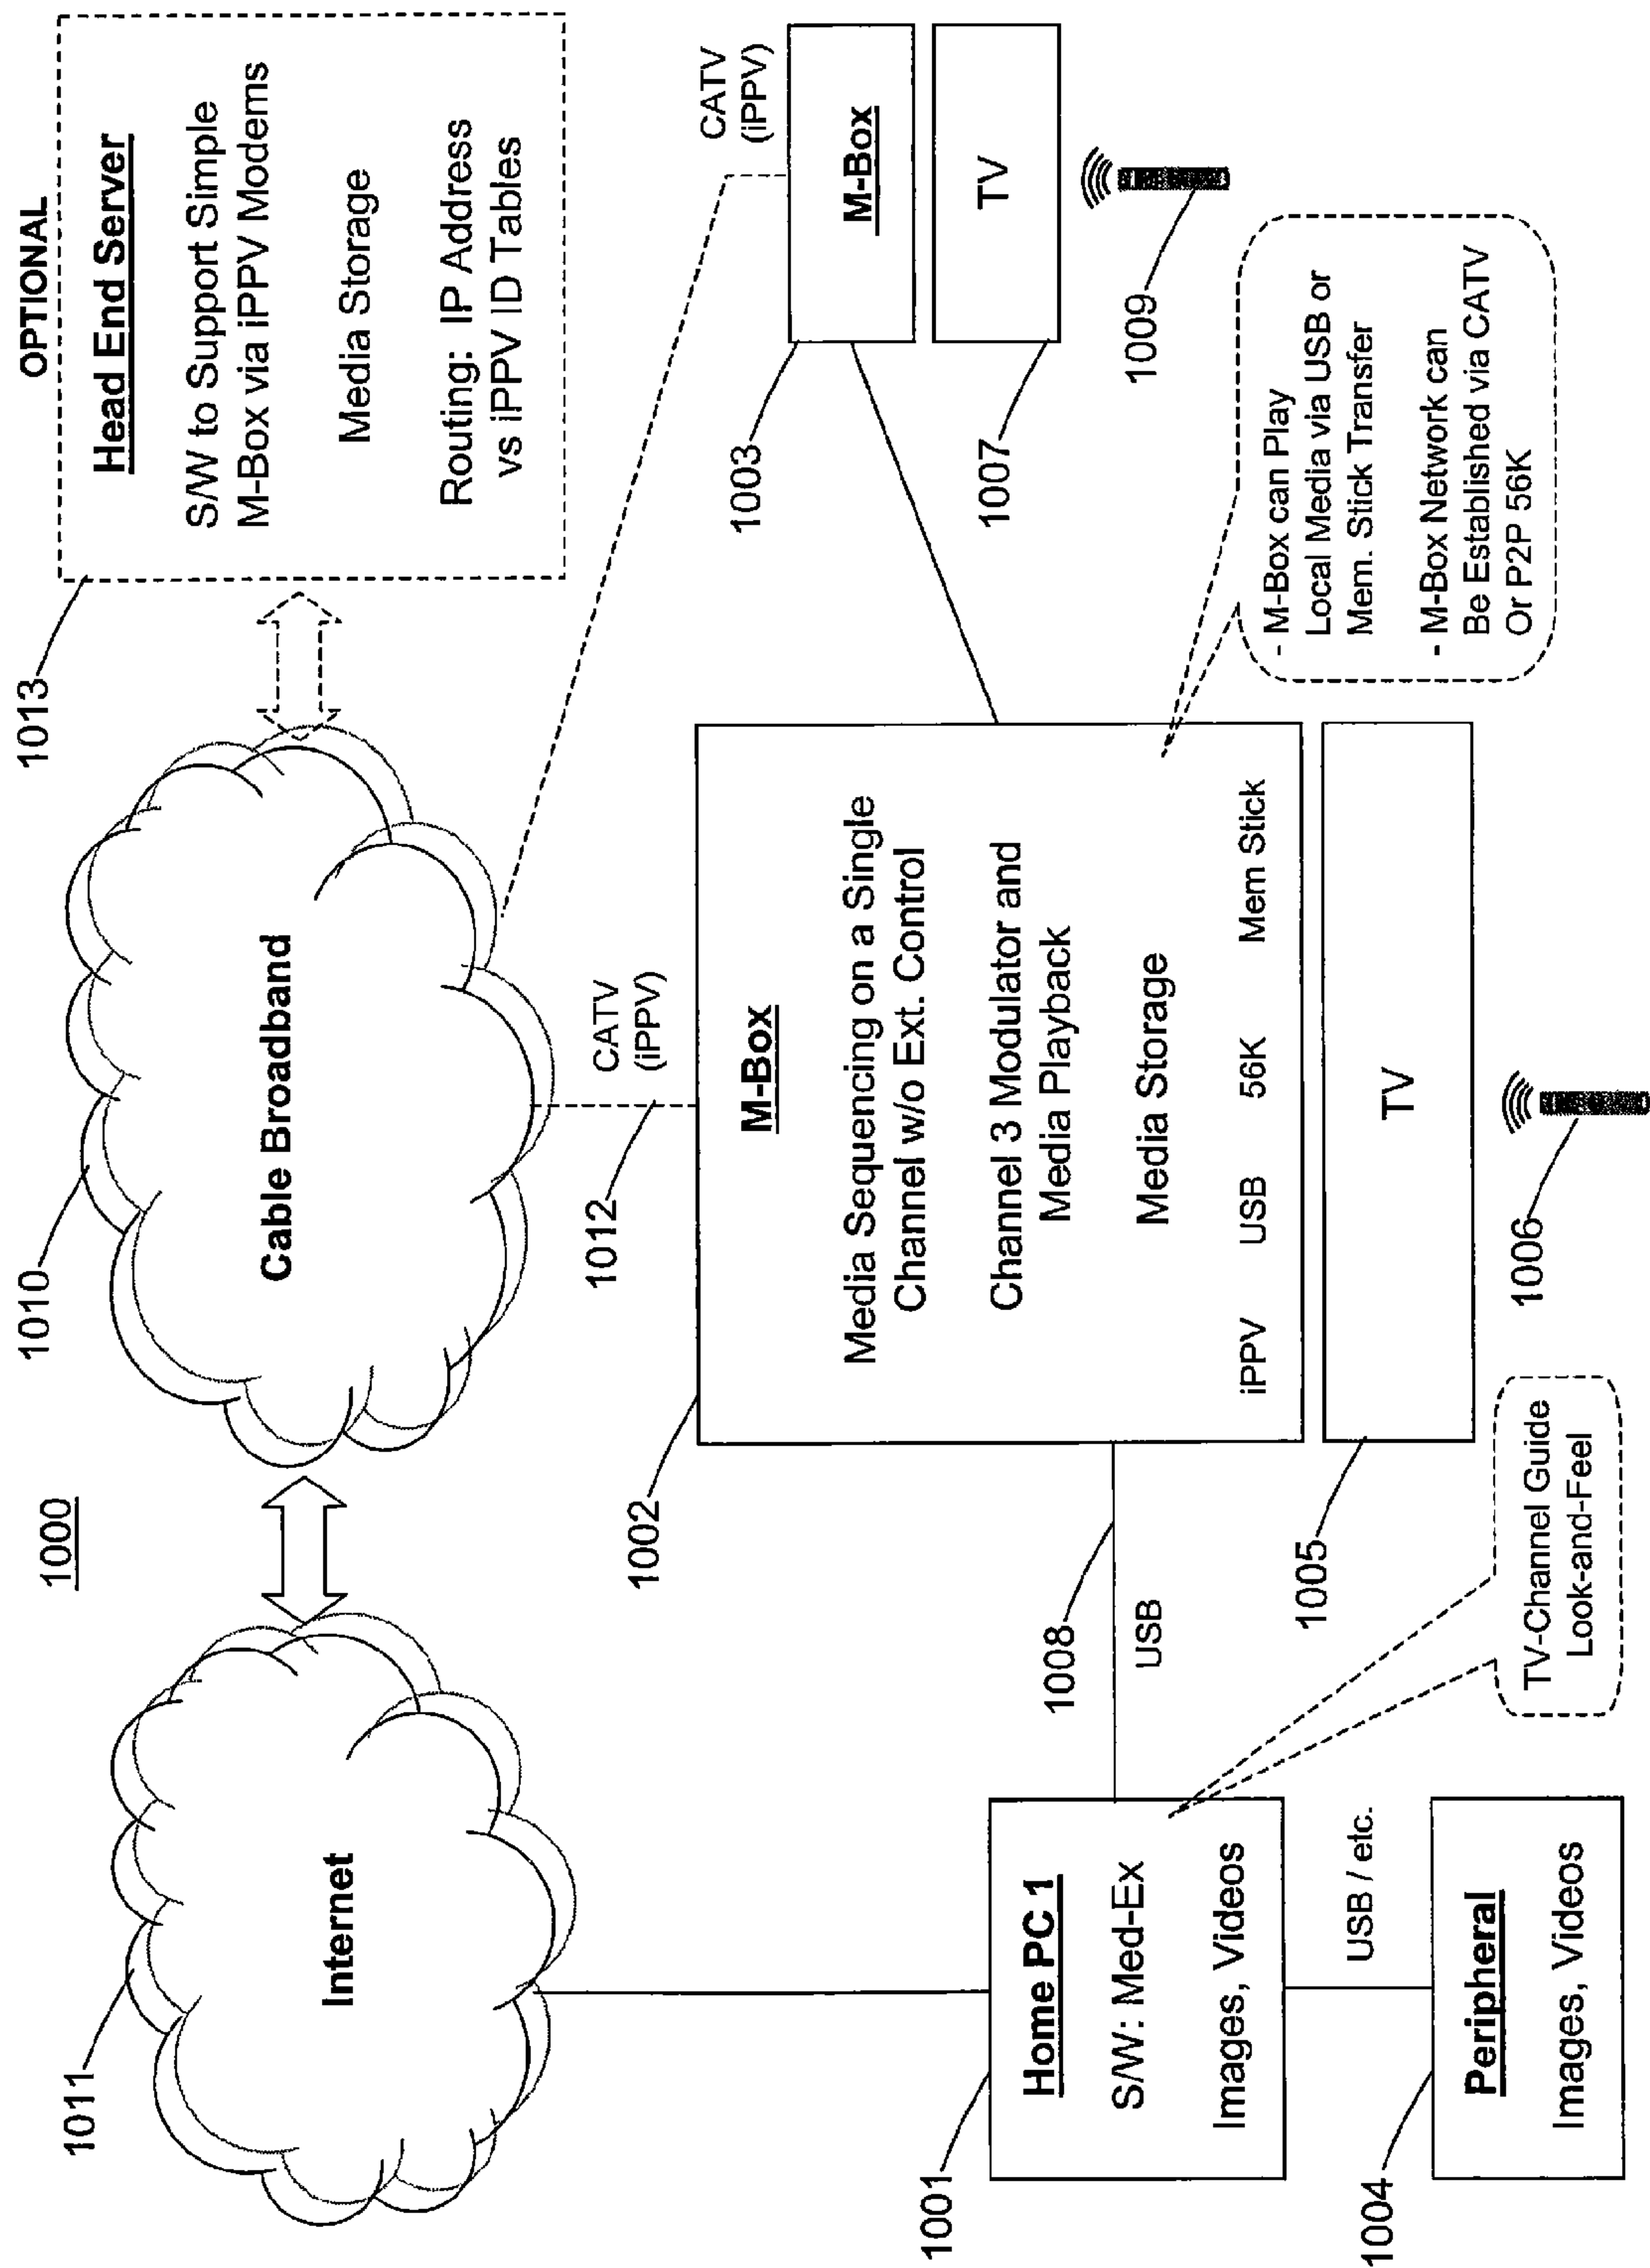 1000
OPTIONAL
1011
Internet
1010
Cable Broadband
1013
Head End Server
S/W to Support Simple
M-Box via iPPV Modems
Media Storage
Routing: IP Address
vs iPPV ID Tables
1012
CATV
(iPPV)
CATV
(iPPV)
1001
Home PC 1
S/W: Med-Ex
Images, Videos
USB / etc.
1004
Peripheral
Images, Videos
1008
USB
TV-Channel Guide
Look-and-Feel
1002
M-Box
Media Sequencing on a Single
Channel w/o Ext. Control
Channel 3 Modulator and
Media Playback
Media Storage
iPPV USB 56K Mem Stick
1005
TV
1006
1003
M-Box
1007
TV
1009
- M-Box can Play
Local Media via USB or
Mem. Stick Transfer
- M-Box Network can
Be Established via CATV
Or P2P 56K